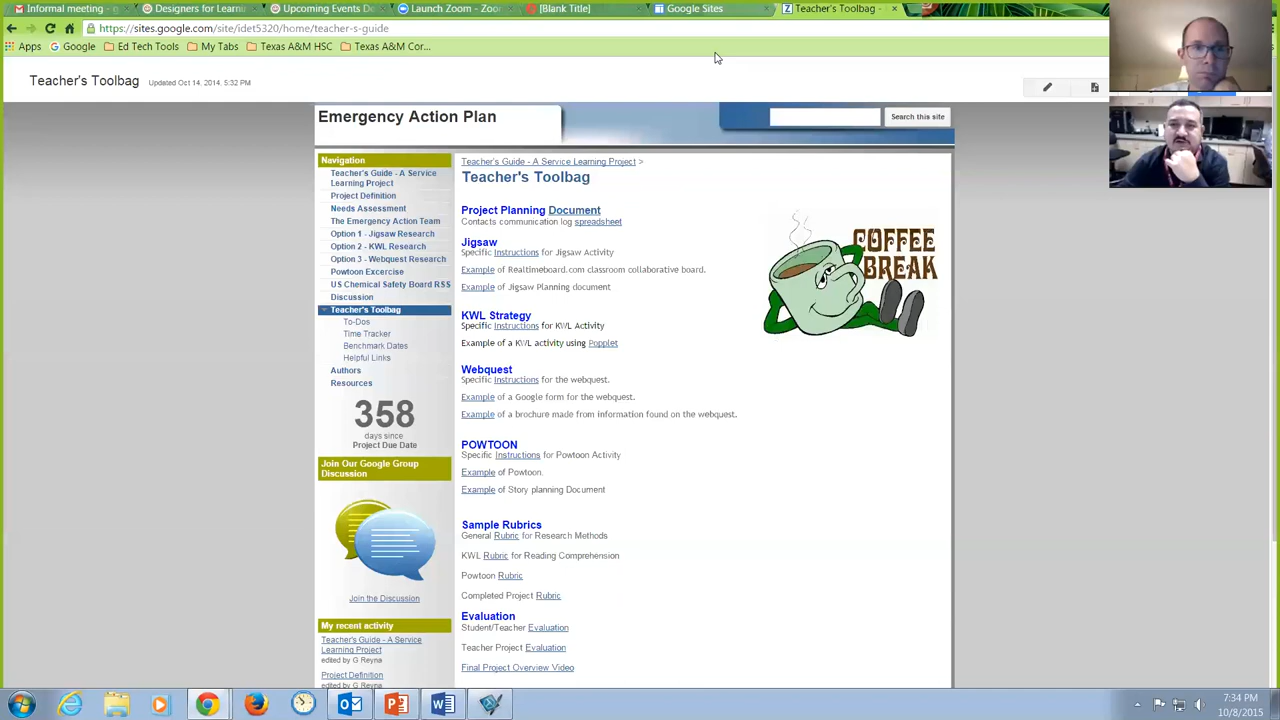 Informal meeting - g
Designers for Learning
Upcoming Events De
Launch Zoom - Zoo
[Blank Title]
Google Sites
Teacher's Toolbag -
https://sites.google.com/site/idet5320/home/teacher-s-guide
Apps Google Ed Tech Tools My Tabs Texas A&M HSC Texas A&M Cor...
Teacher's Toolbag Updated Oct 14, 2014, 5:32 PM
Emergency Action Plan
Search this site
Navigation
Teacher's Guide - A Service
Learning Project
Project Definition
Needs Assessment
The Emergency Action Team
Option 1 - Jigsaw Research
Option 2 - KWL Research
Option 3 - Webquest Research
Powtoon Excercise
US Chemical Safety Board RSS
Discussion
Teacher's Toolbag
To-Dos
Time Tracker
Benchmark Dates
Helpful Links
Authors
Resources
358
days since
Project Due Date
Join Our Google Group
Discussion
Join the Discussion
My recent activity
Teacher's Guide - A Service
Learning Project
edited by G Reyna
Project Definition
edited by G Reyna
Teacher's Guide - A Service Learning Project >
Teacher's Toolbag
Project Planning Document
Contacts communication log spreadsheet
Jigsaw
Specific Instructions for Jigsaw Activity
Example of Realtimeboard.com classroom collaborative board.
Example of Jigsaw Planning document
KWL Strategy
Specific Instructions for KWL Activity
Example of a KWL activity using Popplet
Webquest
Specific Instructions for the webquest.
Example of a Google form for the webquest.
Example of a brochure made from information found on the webquest.
POWTOON
Specific Instructions for Powtoon Activity
Example of Powtoon.
Example of Story planning Document
Sample Rubrics
General Rubric for Research Methods
KWL Rubric for Reading Comprehension
Powtoon Rubric
Completed Project Rubric
Evaluation
Student/Teacher Evaluation
Teacher Project Evaluation
Final Project Overview Video
COFFEE
BREAK
7:34 PM
10/8/2015